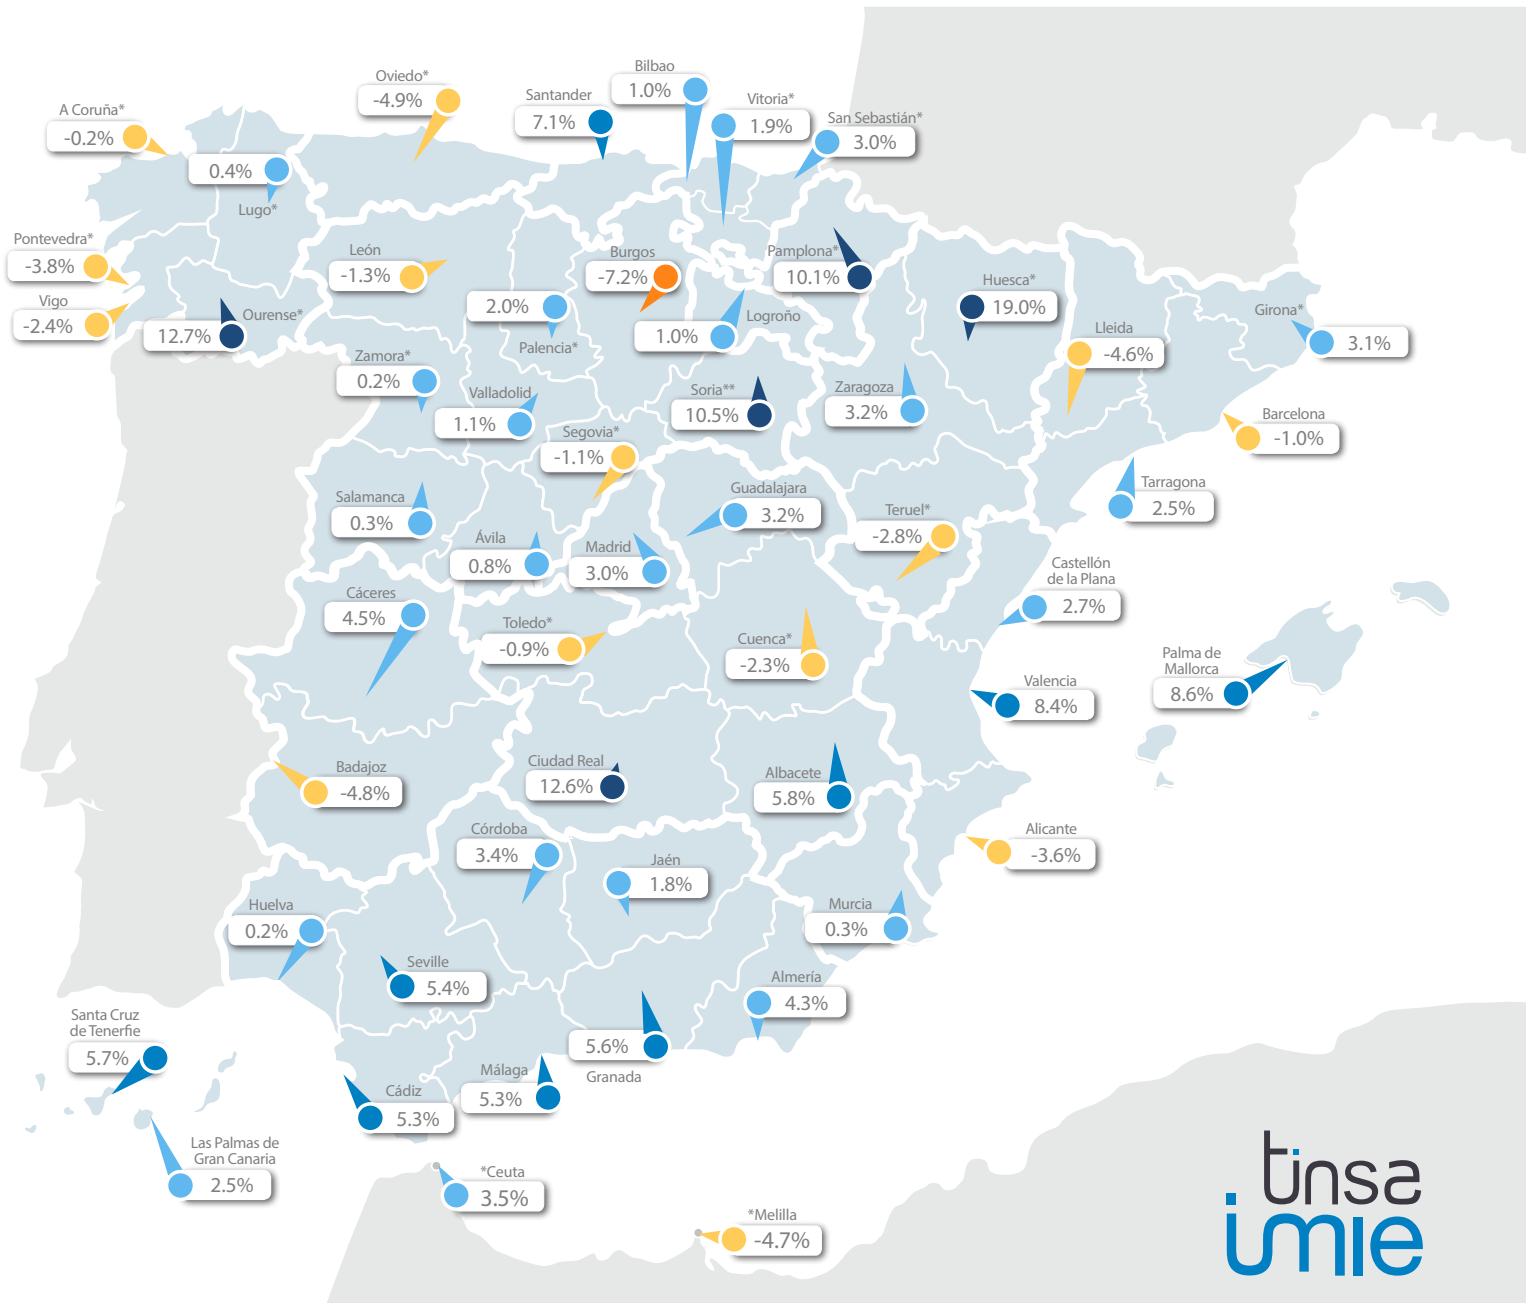 Oviedo*
-4.9%
Bilbao
1.0%
Santander
7.1%
Vitoria*
1.9%
A Coruña*
-0.2%
San Sebastián*
3.0%
0.4%
Lugo*
Pontevedra*
-3.8%
León
-1.3%
Burgos
-7.2%
Pamplona*
10.1%
Huesca*
19.0%
Vigo
-2.4%
Ourense*
12.7%
2.0%
Palencia*
Logroño
1.0%
Lleida
-4.6%
Girona*
3.1%
Zamora*
0.2%
Valladolid
1.1%
Soria**
10.5%
Zaragoza
3.2%
Barcelona
-1.0%
Segovia*
-1.1%
Salamanca
0.3%
Guadalajara
3.2%
Teruel*
-2.8%
Tarragona
2.5%
Ávila
0.8%
Madrid
3.0%
Castellón
de la Plana
2.7%
Cáceres
4.5%
Toledo*
-0.9%
Cuenca*
-2.3%
Palma de
Mallorca
8.6%
Valencia
8.4%
Badajoz
-4.8%
Ciudad Real
12.6%
Albacete
5.8%
Córdoba
3.4%
Jaén
1.8%
Alicante
-3.6%
Huelva
0.2%
Murcia
0.3%
Seville
5.4%
Almería
4.3%
Santa Cruz
de Tenerfie
5.7%
5.6%
Granada
Málaga
5.3%
Cádiz
5.3%
Las Palmas de
Gran Canaria
2.5%
*Ceuta
3.5%
*Melilla
-4.7%
tinsa
imie